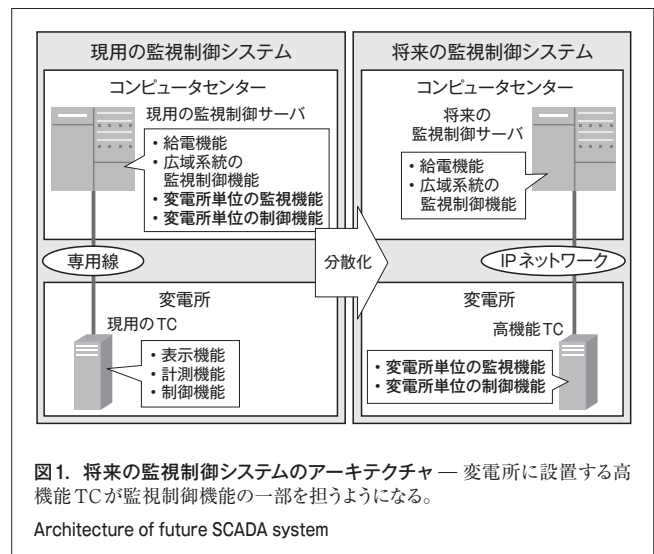 現用の監視制御システム
コンピュータセンター
現用の監視制御サーバ
・給電機能
・広域系統の
監視制御機能
・変電所単位の監視機能
・変電所単位の制御機能
専用線
変電所
現用のTC
・表示機能
・計測機能
・制御機能
分散化
将来の監視制御システム
コンピュータセンター
将来の
監視制御サーバ
・給電機能
・広域系統の
監視制御機能
IPネットワーク
変電所
高機能TC
・変電所単位の監視機能
・変電所単位の制御機能
図1. 将来の監視制御システムのアーキテクチャ — 変電所に設置する高
機能TCが監視制御機能の一部を担うようになる。
Architecture of future SCADA system